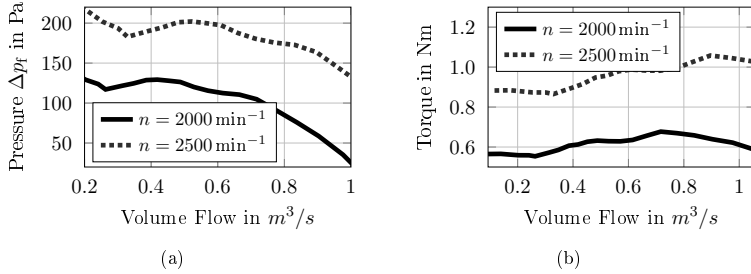 Pressure Δp_f in Pa
200
150
100
50
n = 2000 min⁻¹
n = 2500 min⁻¹
0.2 0.4 0.6 0.8 1
Volume Flow in m³/s
(a)
Torque in Nm
1.2
1.0
0.8
0.6
n = 2000 min⁻¹
n = 2500 min⁻¹
0.2 0.4 0.6 0.8 1
Volume Flow in m³/s
(b)